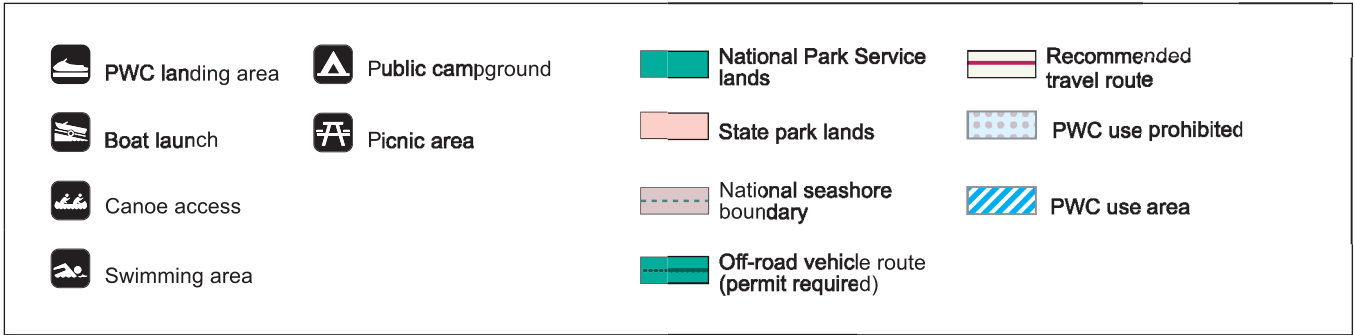 PWC landing area
Boat launch
Canoe access
Swimming area
Public campground
Picnic area
National Park Service
lands
State park lands
National seashore
boundary
Off-road vehicle route
(permit required)
Recommended
travel route
PWC use prohibited
PWC use area